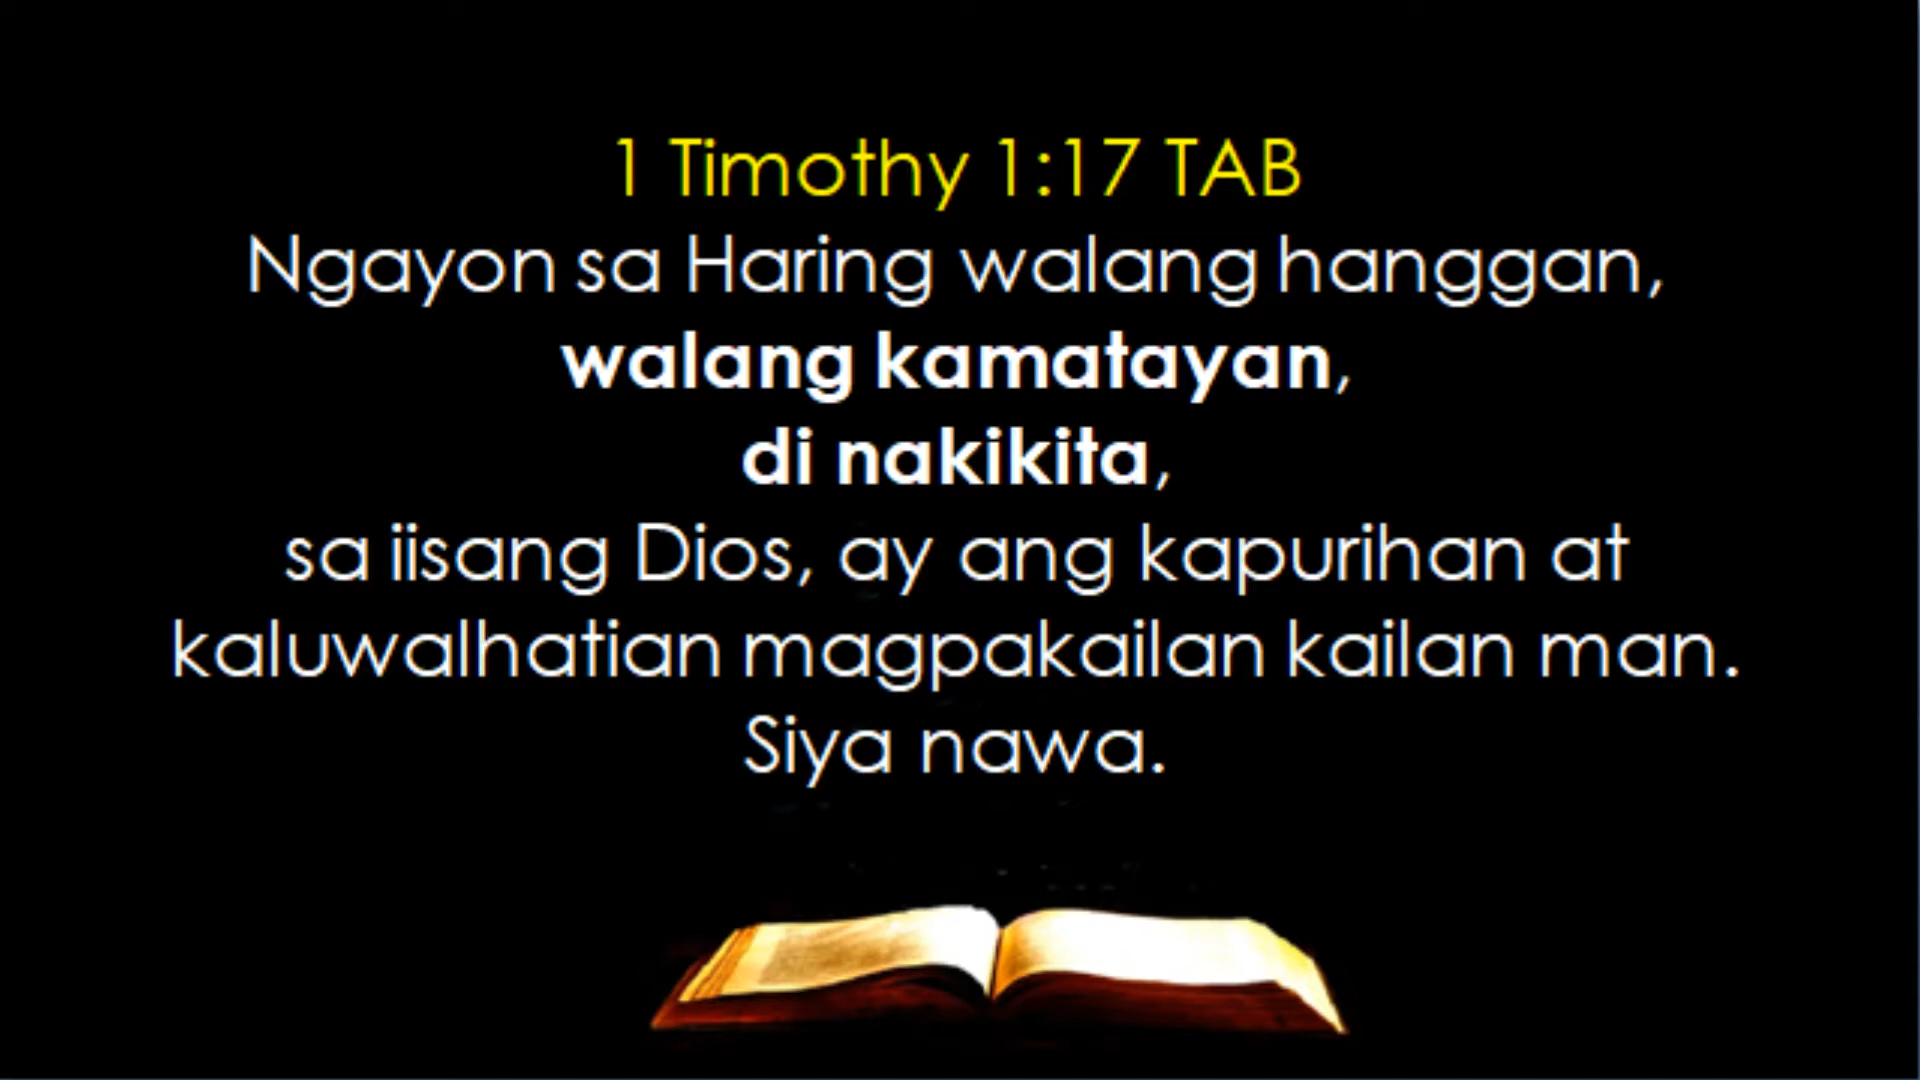 1 Timothy 1:17 TAB
Ngayon sa Haring walang hanggan,
walang kamatayan,
di nakikita,
sa iisang Dios, ay ang kapurihan at
kaluwalhatian magpakailan kailan man.
Siya nawa.